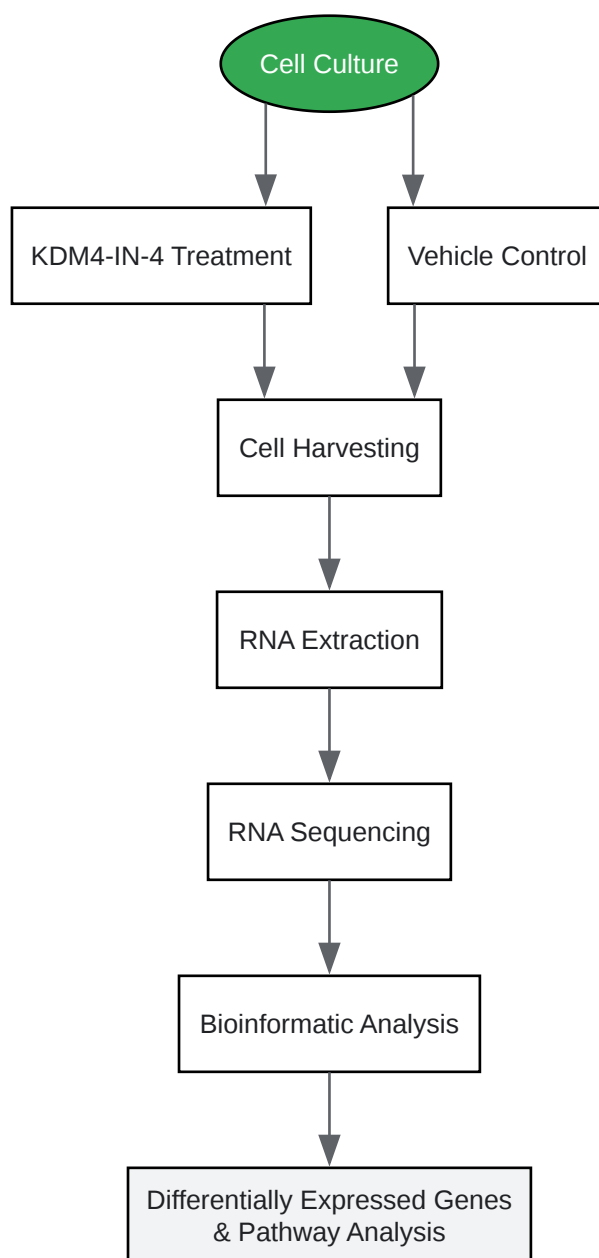 Cell Culture
KDM4-IN-4 Treatment
Vehicle Control
Cell Harvesting
RNA Extraction
RNA Sequencing
Bioinformatic Analysis
Differentially Expressed Genes
& Pathway Analysis